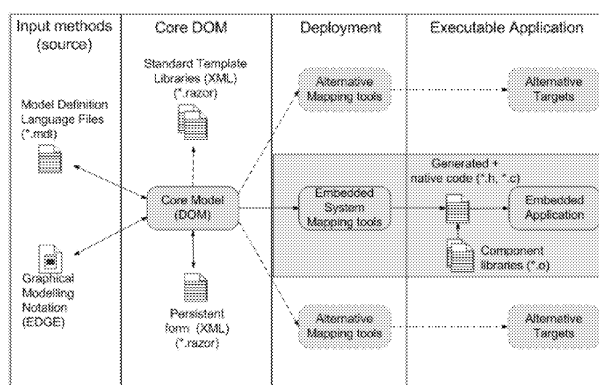 Input methods
(source)
Core DOM
Deployment
Executable Application
Standard Template
Libraries (XML)
(*.razor)
Model Definition
Language Files
(*.mdl)
Alternative
Mapping tools
Alternative
Targets
Generated +
native code (*.h, *.c)
Core Model
(DOM)
Embedded
System
Mapping tools
Embedded
Application
Component
libraries (*.o)
Graphical
Modelling
Notation
(EDGE)
Persistent
form (XML)
(*.razor)
Alternative
Mapping tools
Alternative
Targets